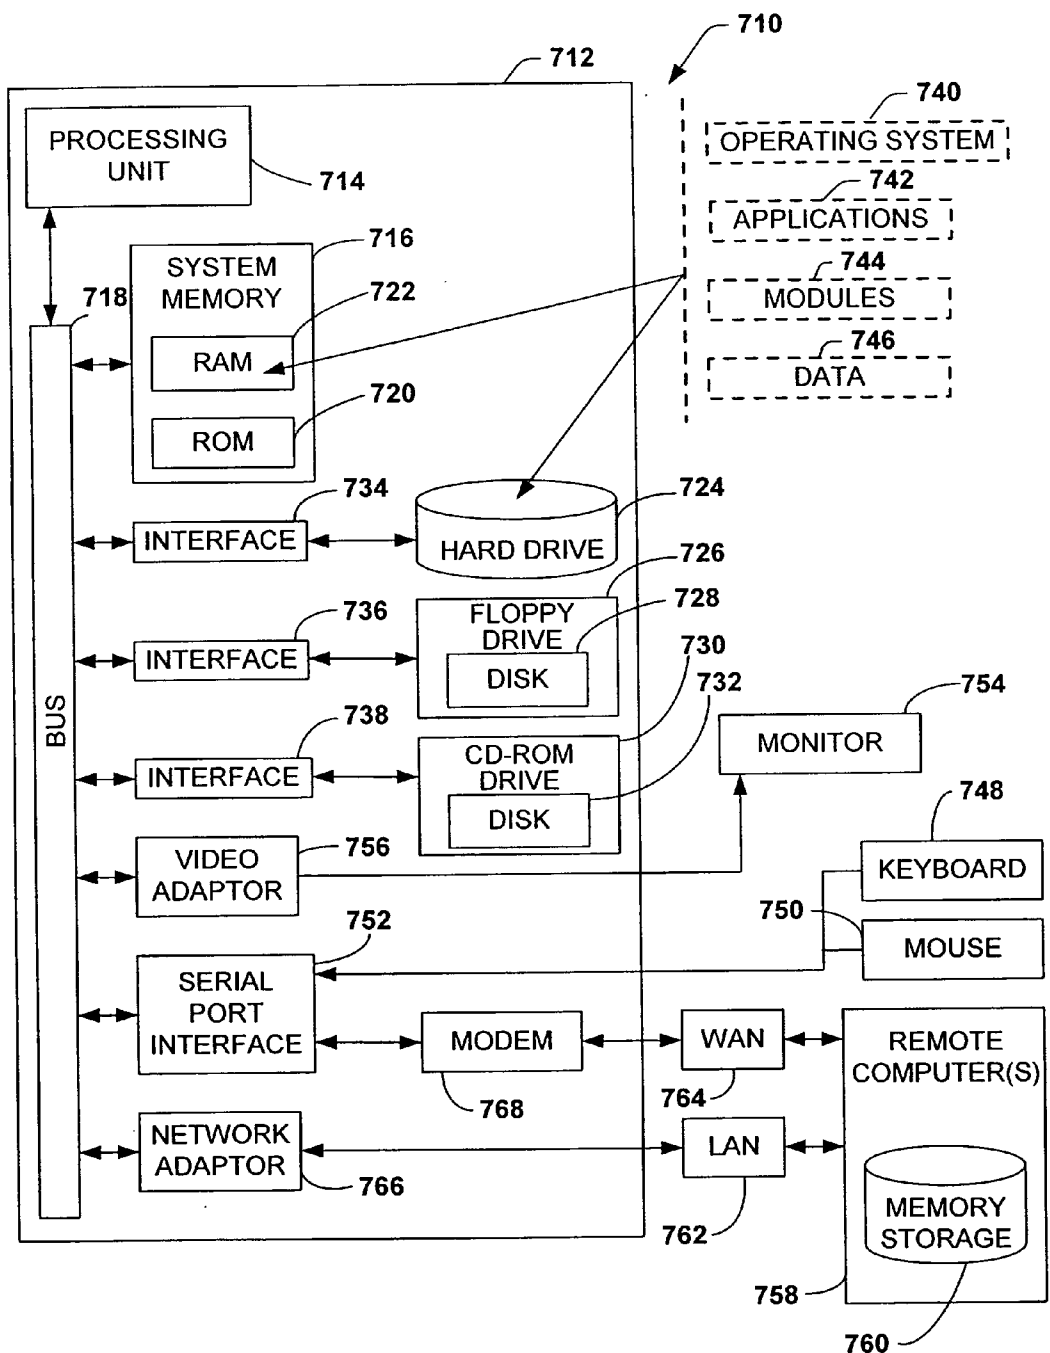 710
712
740
OPERATING SYSTEM
PROCESSING
UNIT
714
742
APPLICATIONS
716
SYSTEM
MEMORY
744
MODULES
718
722
RAM
746
DATA
720
ROM
734
INTERFACE
724
HARD DRIVE
726
736
INTERFACE
FLOPPY
DRIVE
728
DISK
730
732
738
INTERFACE
CD-ROM
DRIVE
DISK
754
MONITOR
BUS
748
KEYBOARD
756
VIDEO
ADAPTOR
750
MOUSE
752
SERIAL
PORT
INTERFACE
MODEM
768
WAN
764
REMOTE
COMPUTER(S)
NETWORK
ADAPTOR
766
LAN
762
MEMORY
STORAGE
758
760